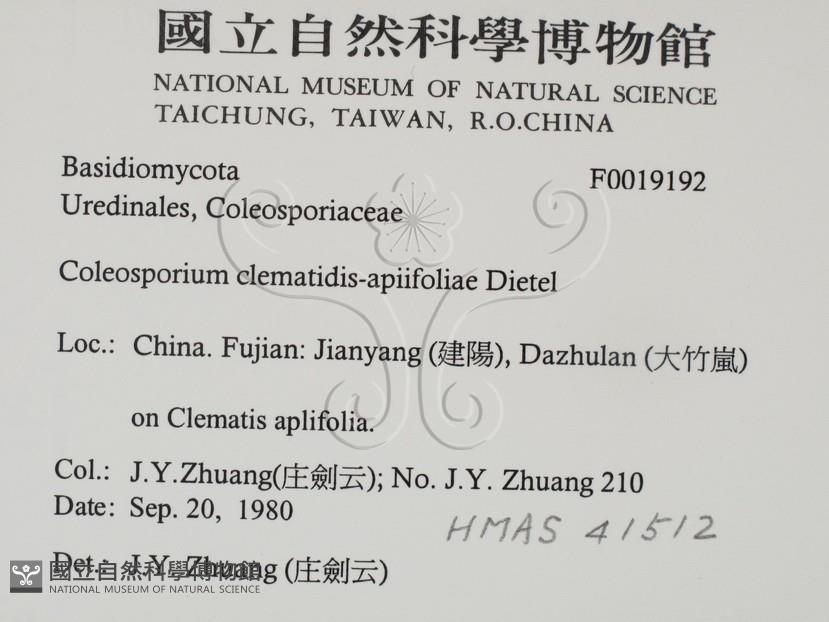 國立自然科學博物館
NATIONAL MUSEUM OF NATURAL SCIENCE
TAICHUNG, TAIWAN, R.O.CHINA
Basidiomycota F0019192
Uredinales, Coleosporiaceae
Coleosporium clematidis-apiifoliae Dietel
Loc.: China. Fujian: Jianyang (建陽), Dazhulan (大竹嵐)
on Clematis aplifolia.
Col.: J.Y.Zhuang(庄劍云); No. J.Y. Zhuang 210
Date: Sep. 20, 1980
HMAS 41512
Det.: J.Y. Zhuang (庄劍云)
國立自然科學博物館
NATIONAL MUSEUM OF NATURAL SCIENCE